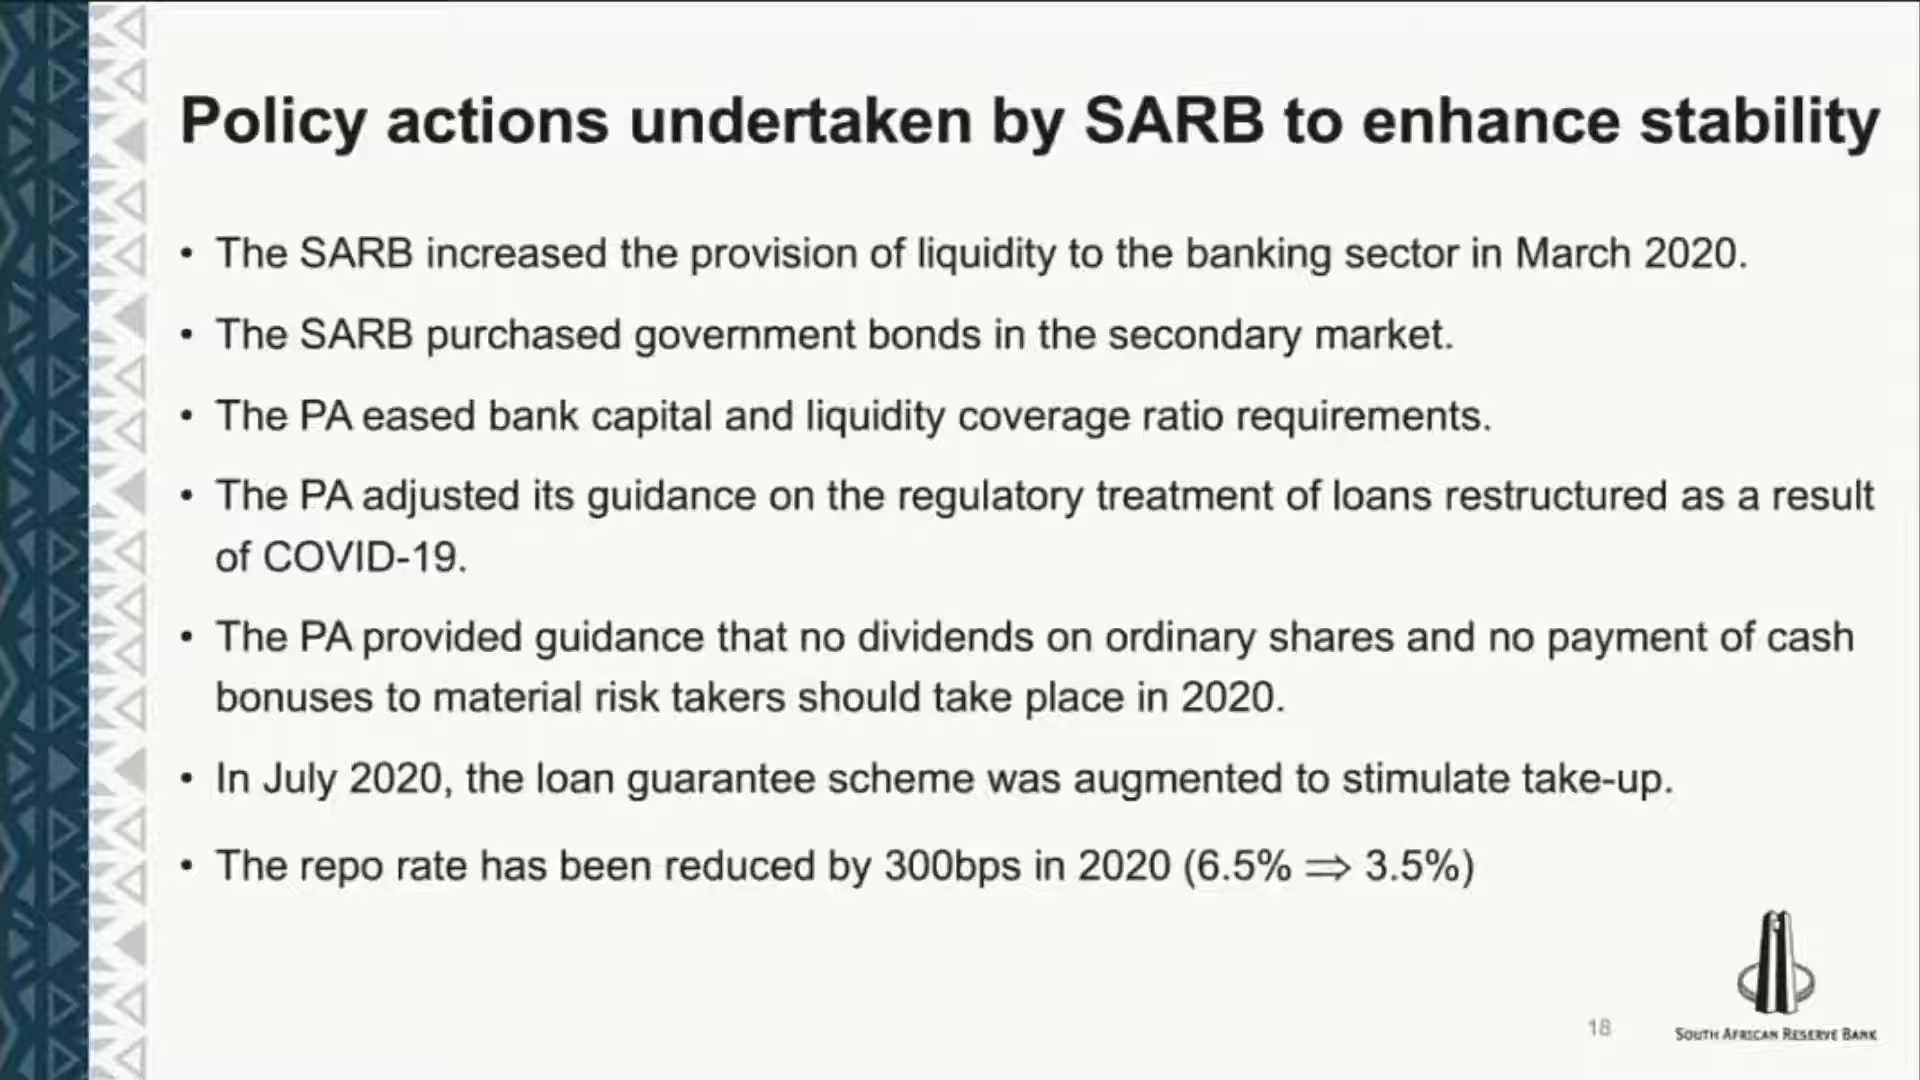 Policy actions undertaken by SARB to enhance stability
• The SARB increased the provision of liquidity to the banking sector in March 2020.
• The SARB purchased government bonds in the secondary market.
• The PA eased bank capital and liquidity coverage ratio requirements.
• The PA adjusted its guidance on the regulatory treatment of loans restructured as a result
of COVID-19.
• The PA provided guidance that no dividends on ordinary shares and no payment of cash
bonuses to material risk takers should take place in 2020.
• In July 2020, the loan guarantee scheme was augmented to stimulate take-up.
• The repo rate has been reduced by 300bps in 2020 (6.5% ⇒ 3.5%)
18
SOUTH AFRICAN RESERVE BANK